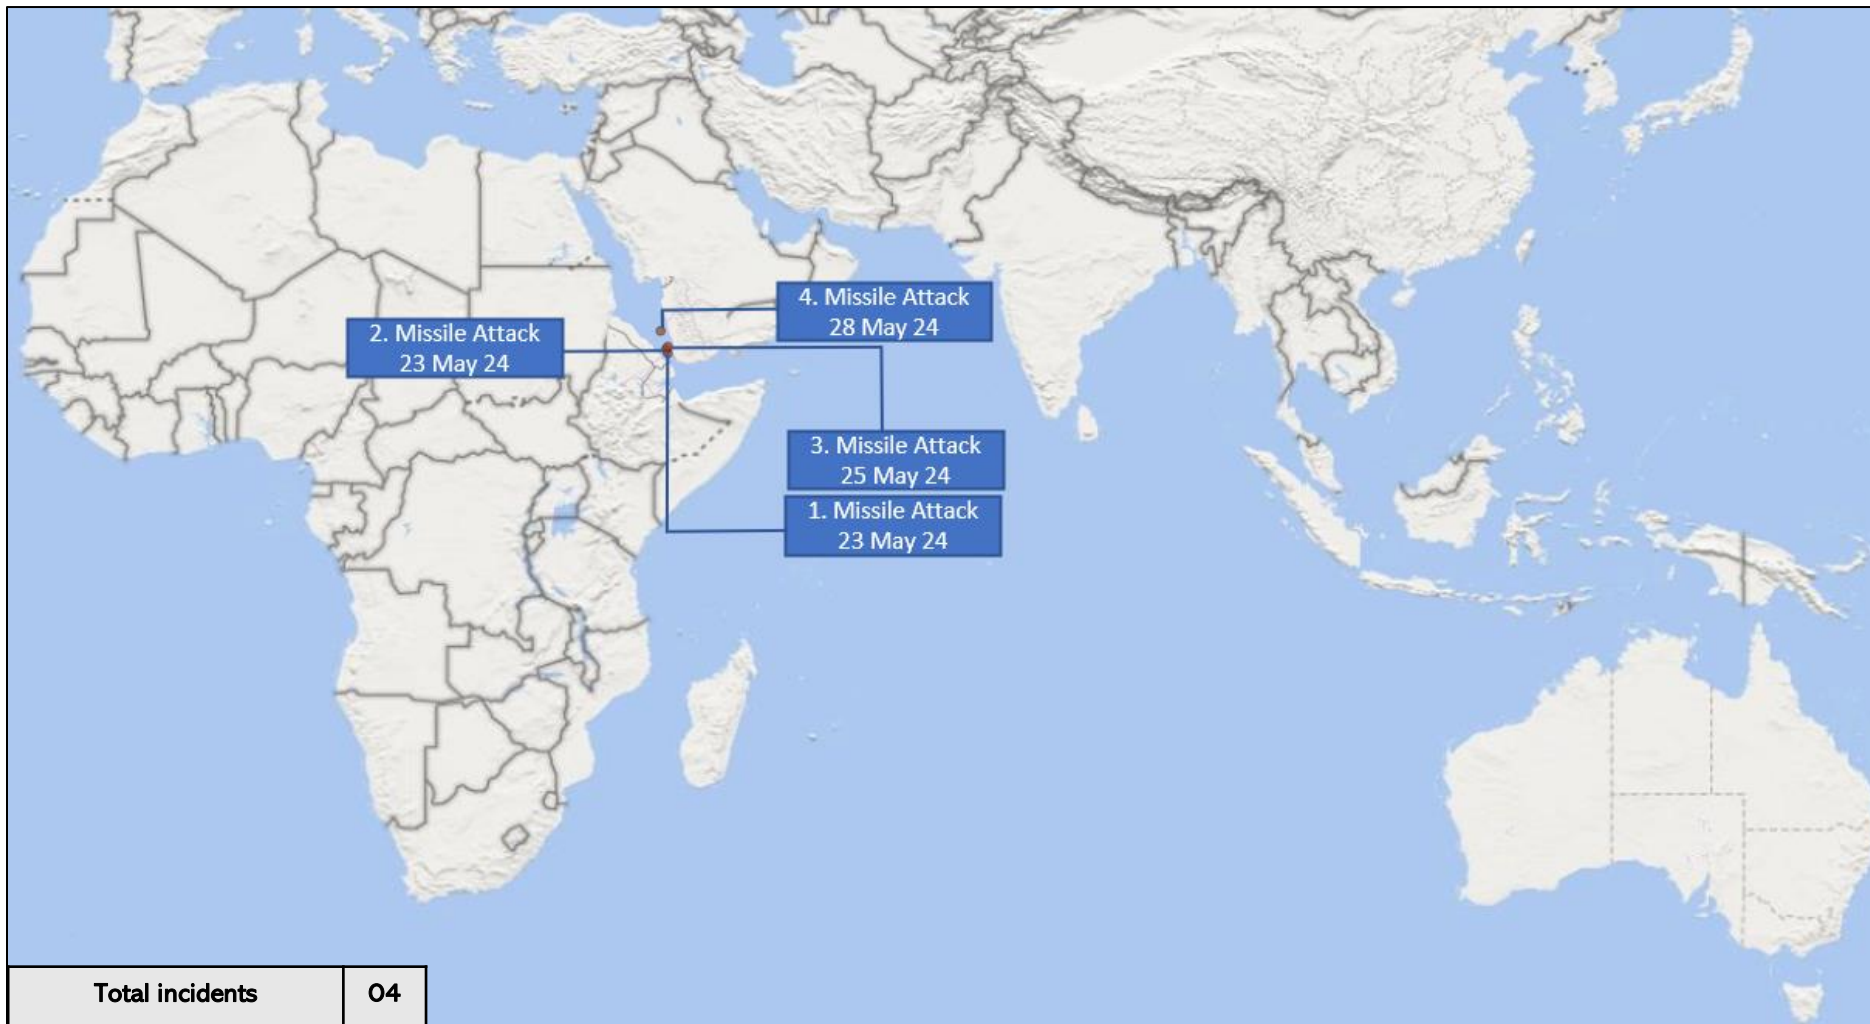 4. Missile Attack
28 May 24
2. Missile Attack
23 May 24
3. Missile Attack
25 May 24
1. Missile Attack
23 May 24
Total incidents 04